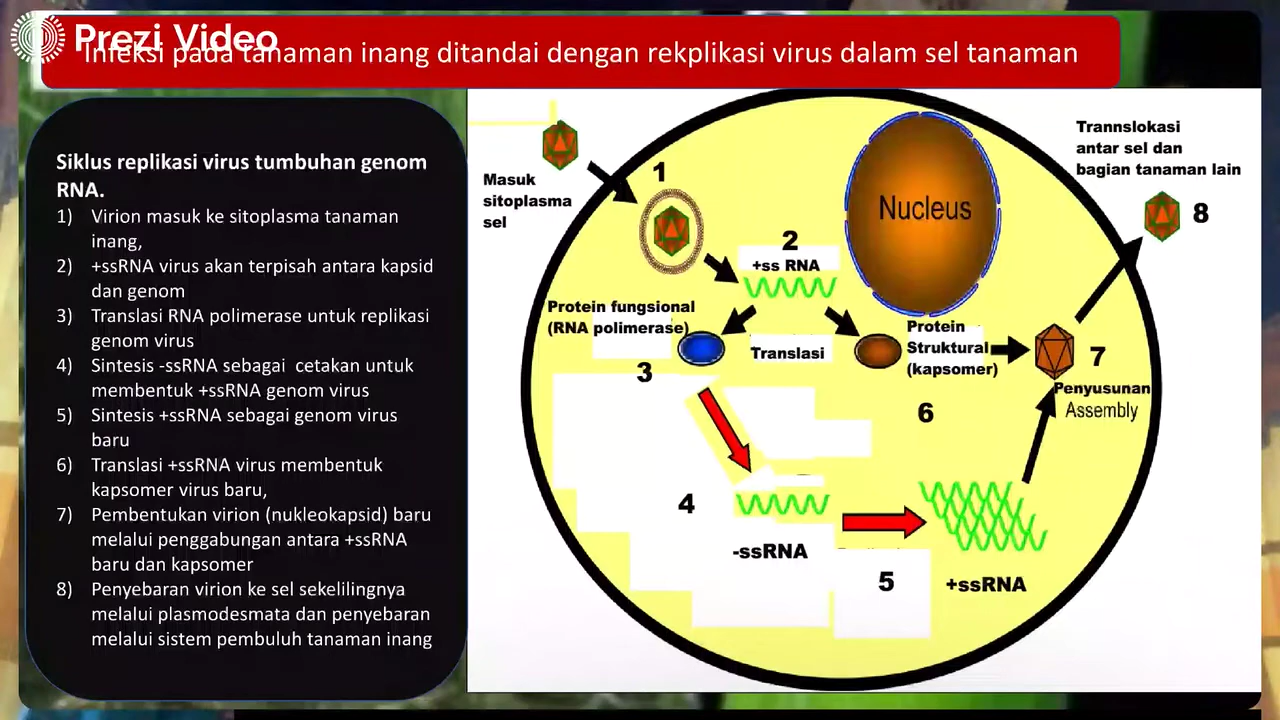 Prezi Video
Infeksi pada tanaman inang ditandai dengan rekplikasi virus dalam sel tanaman
Siklus replikasi virus tumbuhan genom
RNA.
1) Virion masuk ke sitoplasma tanaman
inang,
2) +ssRNA virus akan terpisah antara kapsid
dan genom
3) Translasi RNA polimerase untuk replikasi
genom virus
4) Sintesis -ssRNA sebagai cetakan untuk
membentuk +ssRNA genom virus
5) Sintesis +ssRNA sebagai genom virus
baru
6) Translasi +ssRNA virus membentuk
kapsomer virus baru,
7) Pembentukan virion (nukleokapsid) baru
melalui penggabungan antara +ssRNA
baru dan kapsomer
8) Penyebaran virion ke sel sekelilingnya
melalui plasmodesmata dan penyebaran
melalui sistem pembuluh tanaman inang
Masuk
sitoplasma
sel
1
2
+ss RNA
Nucleus
Trannslokasi
antar sel dan
bagian tanaman lain
8
Protein fungsional
(RNA polimerase)
3
Translasi
Protein
Struktural
(kapsomer)
6
7
Penyusunan
Assembly
4
-ssRNA
5
+ssRNA